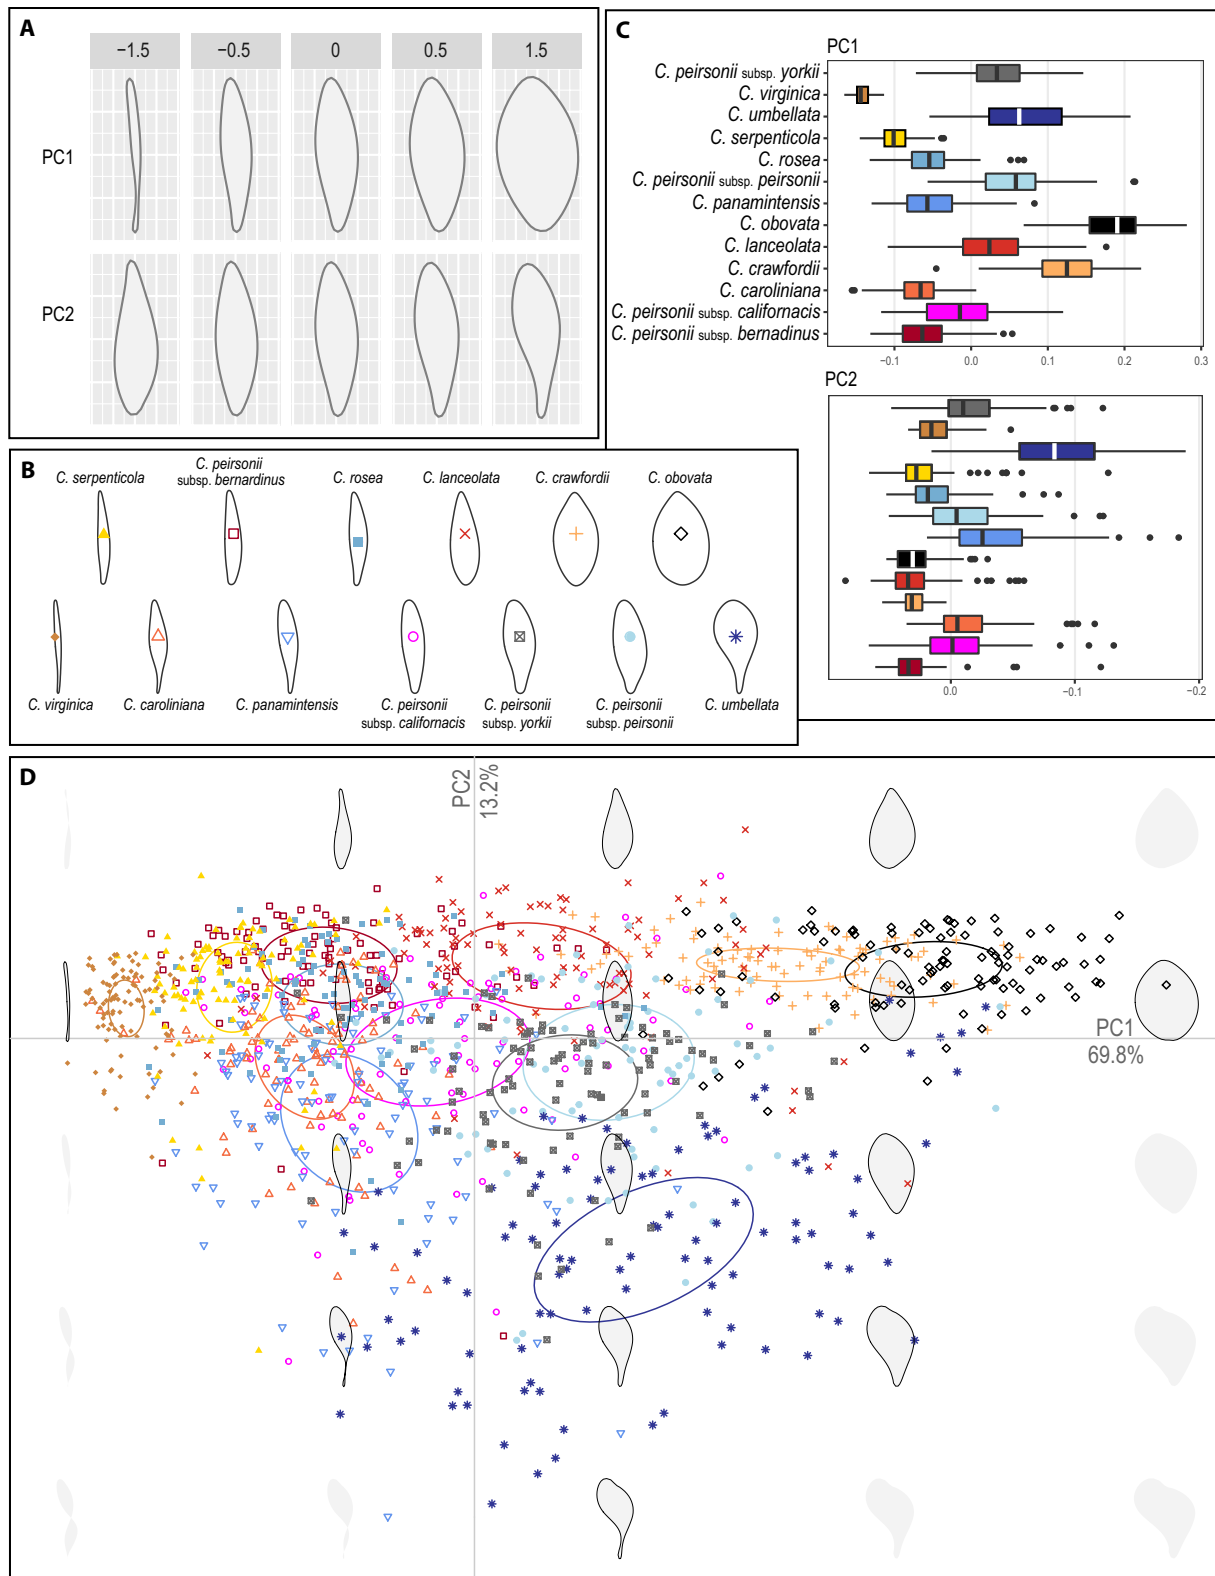 A
−1.5 −0.5 0 0.5 1.5
PC1
PC2
B
C. serpenticola
C. peirsonii
subsp. bernardinus
C. rosea
C. lanceolata
C. crawfordii
C. obovata
C. virginica
C. caroliniana
C. panamintensis
C. peirsonii
subsp. californacis
C. peirsonii
subsp. yorkii
C. peirsonii
subsp. peirsonii
C. umbellata
C
PC1
C. peirsonii subsp. yorkii
C. virginica
C. umbellata
C. serpenticola
C. rosea
C. peirsonii subsp. peirsonii
C. panamintensis
C. obovata
C. lanceolata
C. crawfordii
C. caroliniana
C. peirsonii subsp. californacis
C. peirsonii subsp. bernadinus
−0.1 0.0 0.1 0.2 0.3
PC2
0.0 −0.1 −0.2
D
PC2
13.2%
PC1
69.8%